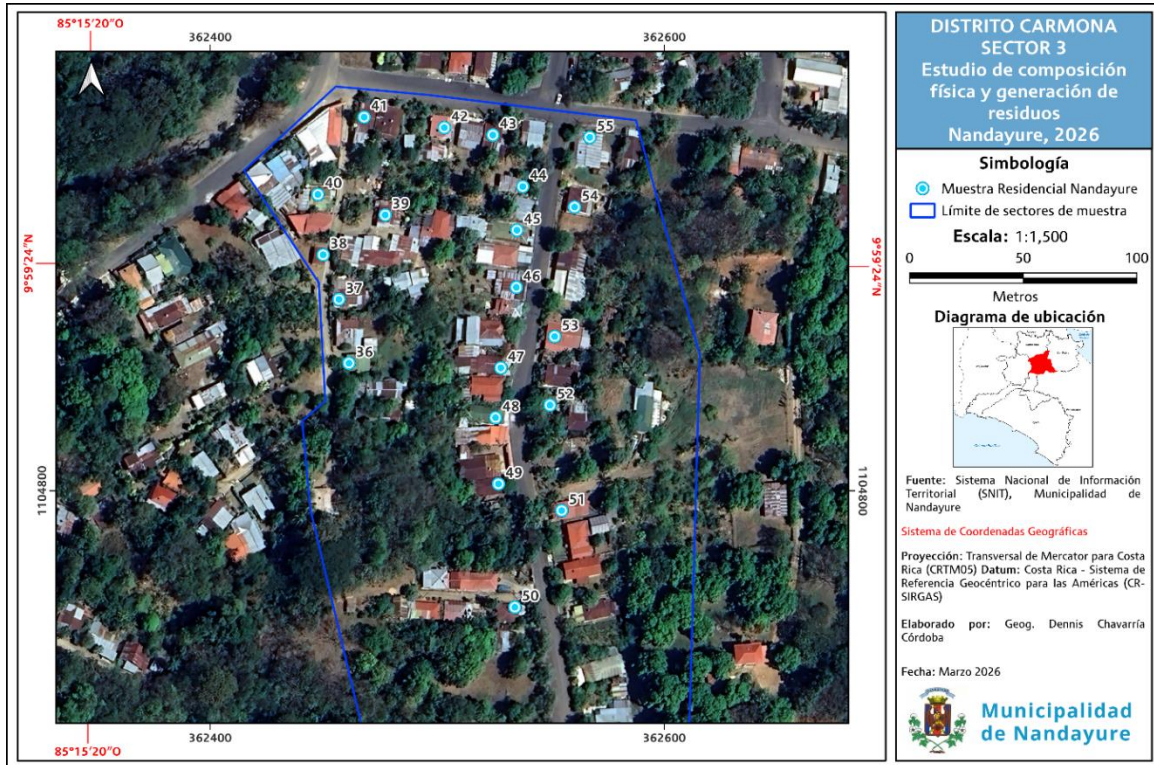 85°15'20"O
362400
362600
9°59'24"N
9°59'24"N
1104800
1104800
41
42
43
55
44
40
39
54
45
38
46
37
53
36
47
52
48
49
51
50
362400
362600
85°15'20"O
DISTRITO CARMONA
SECTOR 3
Estudio de composición
física y generación de
residuos
Nandayure, 2026
Simbología
Muestra Residencial Nandayure
Límite de sectores de muestra
Escala: 1:1,500
0 50 100
Metros
Diagrama de ubicación
Fuente: Sistema Nacional de Información
Territorial (SNIT), Municipalidad de
Nandayure
Sistema de Coordenadas Geográficas
Proyección: Transversal de Mercator para Costa
Rica (CRTM05) Datum: Costa Rica - Sistema de
Referencia Geocéntrico para las Américas (CR-
SIRGAS)
Elaborado por: Geog. Dennis Chavarría
Córdoba
Fecha: Marzo 2026
Municipalidad
de Nandayure